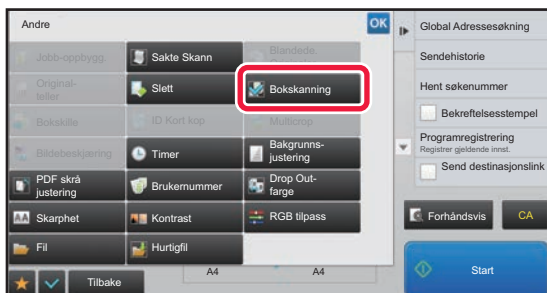 Andre
OK
Jobb-oppbygg.
Sakte Skann
Blandede.
Original-
teller
Slett
Bokskanning
Bokskille
ID Kort kop
Multicrop
Bildebeskjæring
Timer
Bakgrunns-
justering
PDF skrå
justering
Brukernummer
Drop Out-
farge
Skarphet
Kontrast
RGB tilpass
Fil
Hurtigfil
Tilbake
A4
A4
Global Adressesøkning
Sendehistorie
Hent søkenummer
Bekreftelsesstempel
Programregistrering
Registrer gjeldende innst.
Send destinasjonslink
Forhåndsvis
CA
Start